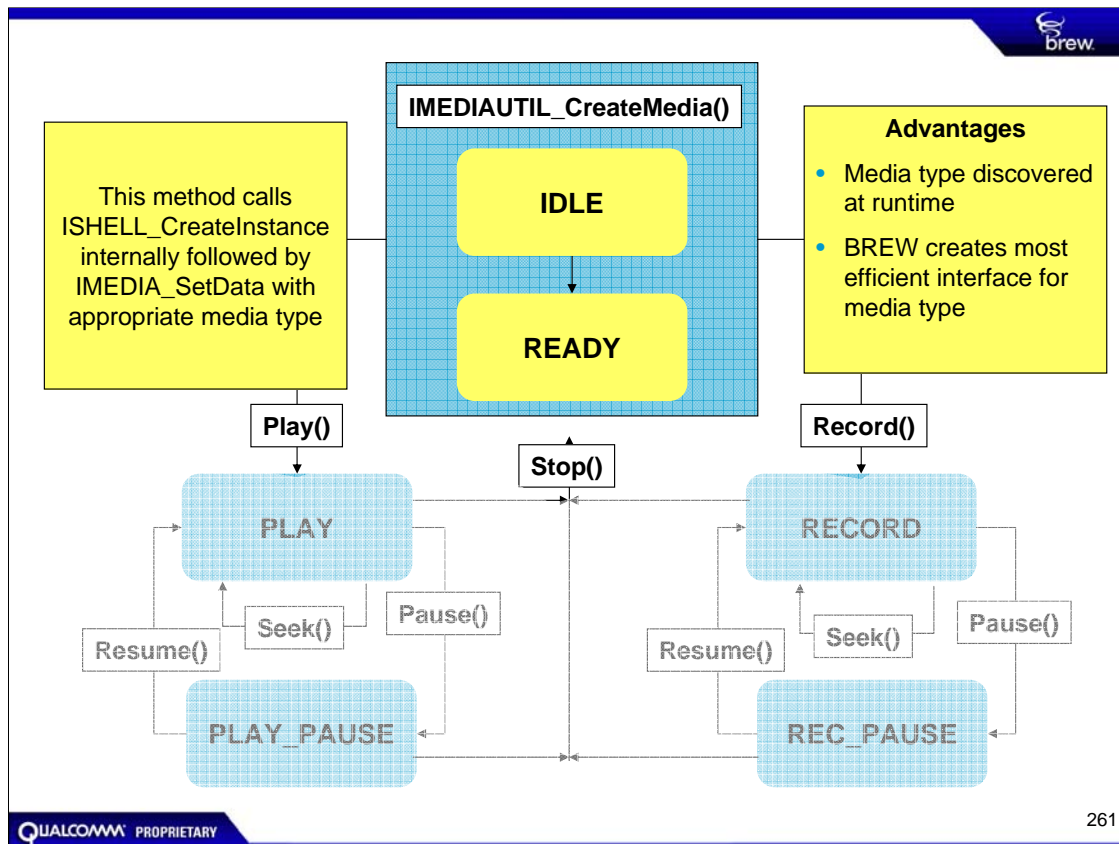 brew.
IMEDIAUTIL_CreateMedia()
IDLE
READY
This method calls
ISHELL_CreateInstance
internally followed by
IMEDIA_SetData with
appropriate media type
Advantages
• Media type discovered
at runtime
• BREW creates most
efficient interface for
media type
Play()
Stop()
Record()
PLAY
RECORD
Seek()
Pause()
Resume()
Seek()
Pause()
Resume()
PLAY_PAUSE
REC_PAUSE
QUALCOMM PROPRIETARY
261